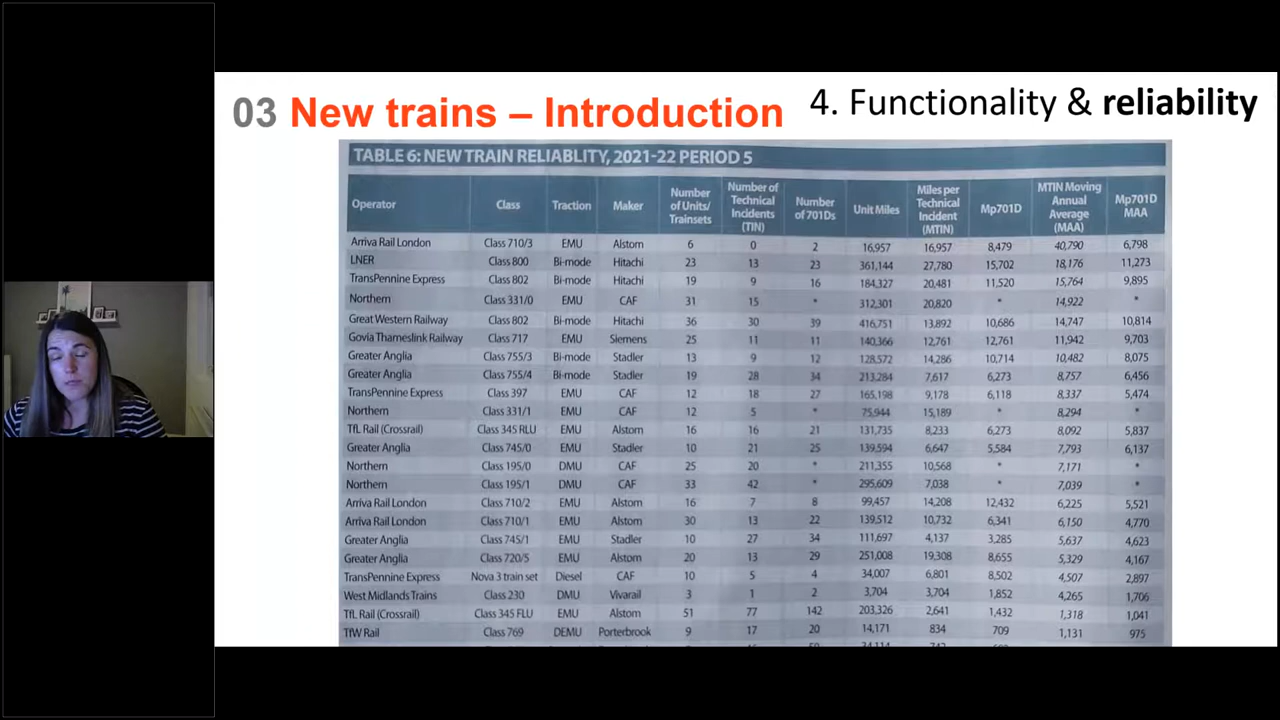 03 New trains – Introduction
4. Functionality & reliability
TABLE 6: NEW TRAIN RELIABLITY, 2021-22 PERIOD 5
Operator Class Traction Maker Number of Units/ Trainsets Number of Technical Incidents (TIN) Number of 701Ds Unit Miles Miles per Technical Incident (MTIN) Mp701D MTIN Moving Annual Average (MAA) Mp701D MAA
Arriva Rail London Class 710/3 EMU Alstom 6 0 2 16,957 16,957 8,479 40,790 6,798
LNER Class 800 Bi-mode Hitachi 23 13 23 361,144 27,780 15,702 18,176 11,273
TransPennine Express Class 802 Bi-mode Hitachi 19 9 16 184,327 20,481 11,520 15,764 9,895
Northern Class 331/0 EMU CAF 31 15 * 312,301 20,820 * 14,922 *
Great Western Railway Class 802 Bi-mode Hitachi 36 30 39 416,751 13,892 10,686 14,747 10,814
Govia Thameslink Railway Class 717 EMU Siemens 25 11 11 140,366 12,761 12,761 11,942 9,703
Greater Anglia Class 755/3 Bi-mode Stadler 13 9 12 128,572 14,286 10,714 10,482 8,075
Greater Anglia Class 755/4 Bi-mode Stadler 19 28 34 213,284 7,617 6,273 8,757 6,456
TransPennine Express Class 397 EMU CAF 12 18 27 165,198 9,178 6,118 8,337 5,474
Northern Class 331/1 EMU CAF 12 5 * 75,944 15,189 * 8,294 *
TfL Rail (Crossrail) Class 345 RLU EMU Alstom 16 16 21 131,735 8,233 6,273 8,092 5,837
Greater Anglia Class 745/0 EMU Stadler 10 21 25 139,594 6,647 5,584 7,793 6,137
Northern Class 195/0 DMU CAF 25 20 * 211,355 10,568 * 7,171 *
Northern Class 195/1 DMU CAF 33 42 * 295,609 7,038 * 7,039 *
Arriva Rail London Class 710/2 EMU Alstom 16 7 8 99,457 14,208 12,432 6,225 5,521
Arriva Rail London Class 710/1 EMU Alstom 30 13 22 139,512 10,732 6,341 6,150 4,770
Greater Anglia Class 745/1 EMU Stadler 10 27 34 111,697 4,137 3,285 5,637 4,623
Greater Anglia Class 720/5 EMU Alstom 20 13 29 251,008 19,308 8,655 5,329 4,167
TransPennine Express Nova 3 train set Diesel CAF 10 5 4 34,007 6,801 8,502 4,507 2,897
West Midlands Trains Class 230 DMU Vivarail 3 1 2 3,704 3,704 1,852 4,265 1,706
TfL Rail (Crossrail) Class 345 FLU EMU Alstom 51 77 142 203,326 2,641 1,432 1,318 1,041
TfW Rail Class 769 DEMU Porterbrook 9 17 20 14,171 834 709 1,131 975